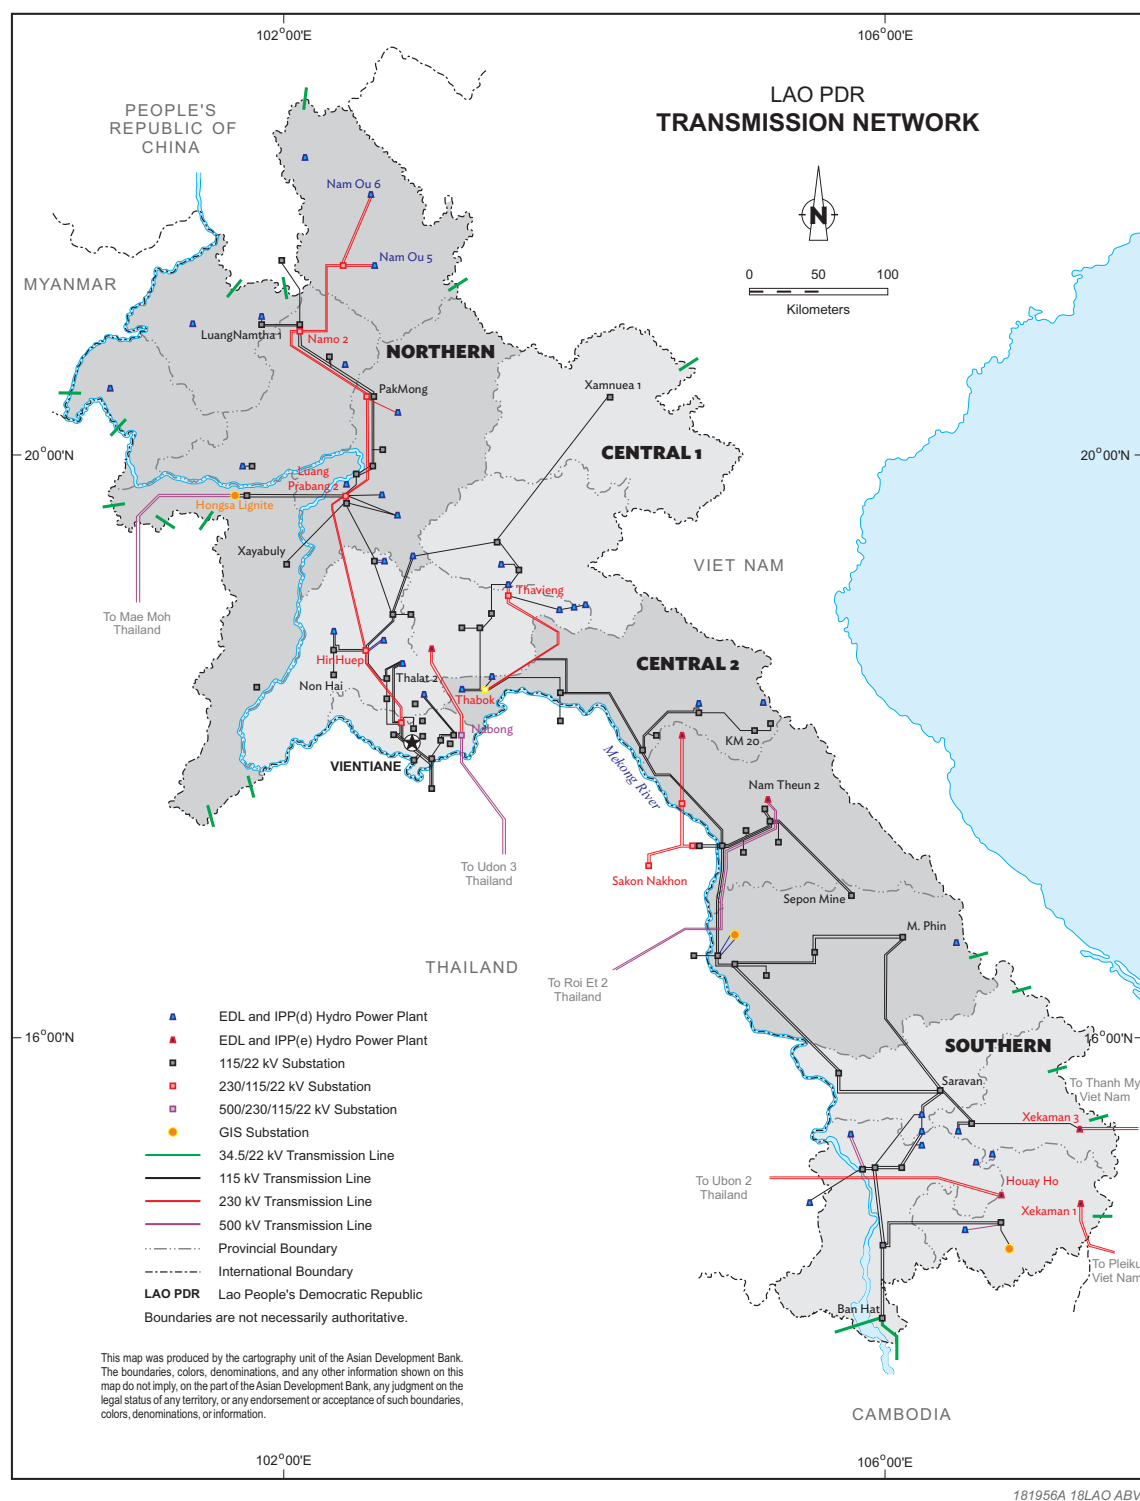 102°00'E
106°00'E
LAO PDR
TRANSMISSION NETWORK
PEOPLE'S
REPUBLIC OF
CHINA
Nam Ou 6
N
Nam Ou 5
MYANMAR
0 50 100
Kilometers
LuangNamtha 1
Namo 2
NORTHERN
PakMong
Xamnuea 1
20°00'N
20°00'N
CENTRAL 1
Luang
Prabang 2
Hongsa Lignite
Xayabuly
VIET NAM
Thavieng
To Mae Moh
Thailand
HinHuep
CENTRAL 2
Non Hai
Thalat 2
Thabok
Nabong
KM 20
VIENTIANE
Mekong River
Nam Theun 2
To Udon 3
Thailand
Sakon Nakhon
Sepon Mine
M. Phin
THAILAND
To Roi Et 2
Thailand
EDL and IPP(d) Hydro Power Plant
EDL and IPP(e) Hydro Power Plant
115/22 kV Substation
230/115/22 kV Substation
500/230/115/22 kV Substation
GIS Substation
34.5/22 kV Transmission Line
115 kV Transmission Line
230 kV Transmission Line
500 kV Transmission Line
Provincial Boundary
International Boundary
LAO PDR Lao People's Democratic Republic
Boundaries are not necessarily authoritative.
16°00'N
16°00'N
SOUTHERN
Saravan
To Thanh My
Viet Nam
Xekaman 3
To Ubon 2
Thailand
Houay Ho
Xekaman 1
To Pleiku
Viet Nam
Ban Hat
This map was produced by the cartography unit of the Asian Development Bank.
The boundaries, colors, denominations, and any other information shown on this
map do not imply, on the part of the Asian Development Bank, any judgment on the
legal status of any territory, or any endorsement or acceptance of such boundaries,
colors, denominations, or information.
CAMBODIA
102°00'E
106°00'E
181956A 18LAO ABV